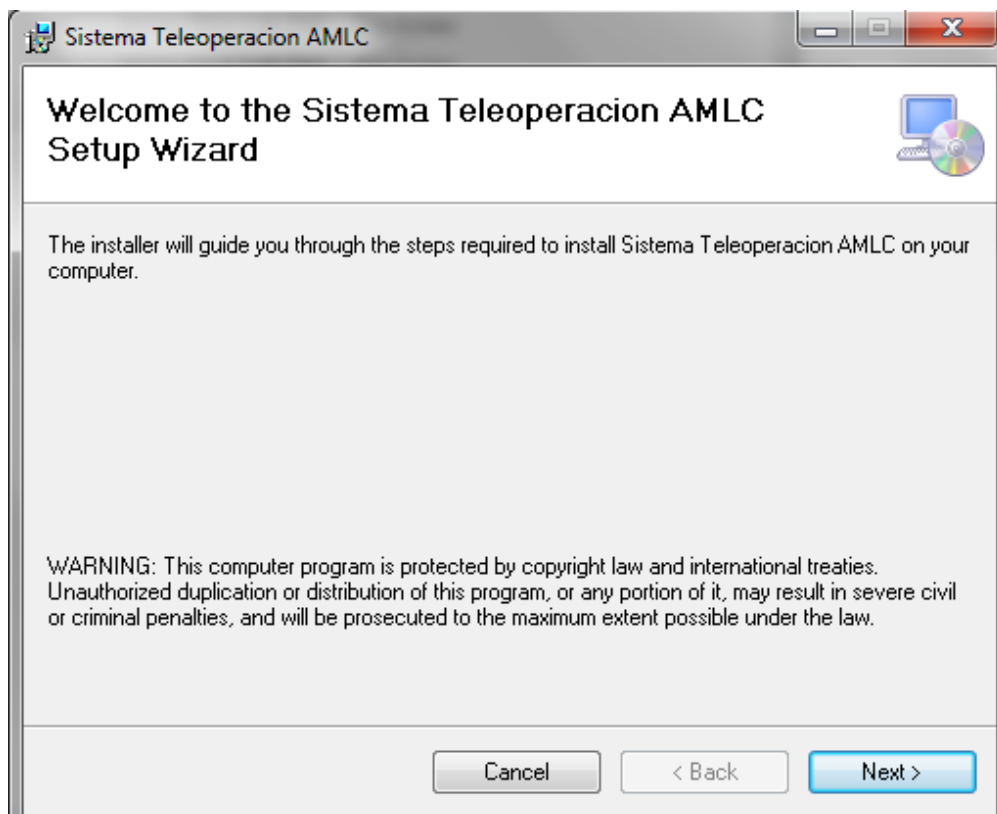 Sistema Teleoperacion AMLC
Welcome to the Sistema Teleoperacion AMLC
Setup Wizard
The installer will guide you through the steps required to install Sistema Teleoperacion AMLC on your
computer.
WARNING: This computer program is protected by copyright law and international treaties.
Unauthorized duplication or distribution of this program, or any portion of it, may result in severe civil
or criminal penalties, and will be prosecuted to the maximum extent possible under the law.
Cancel
< Back
Next >